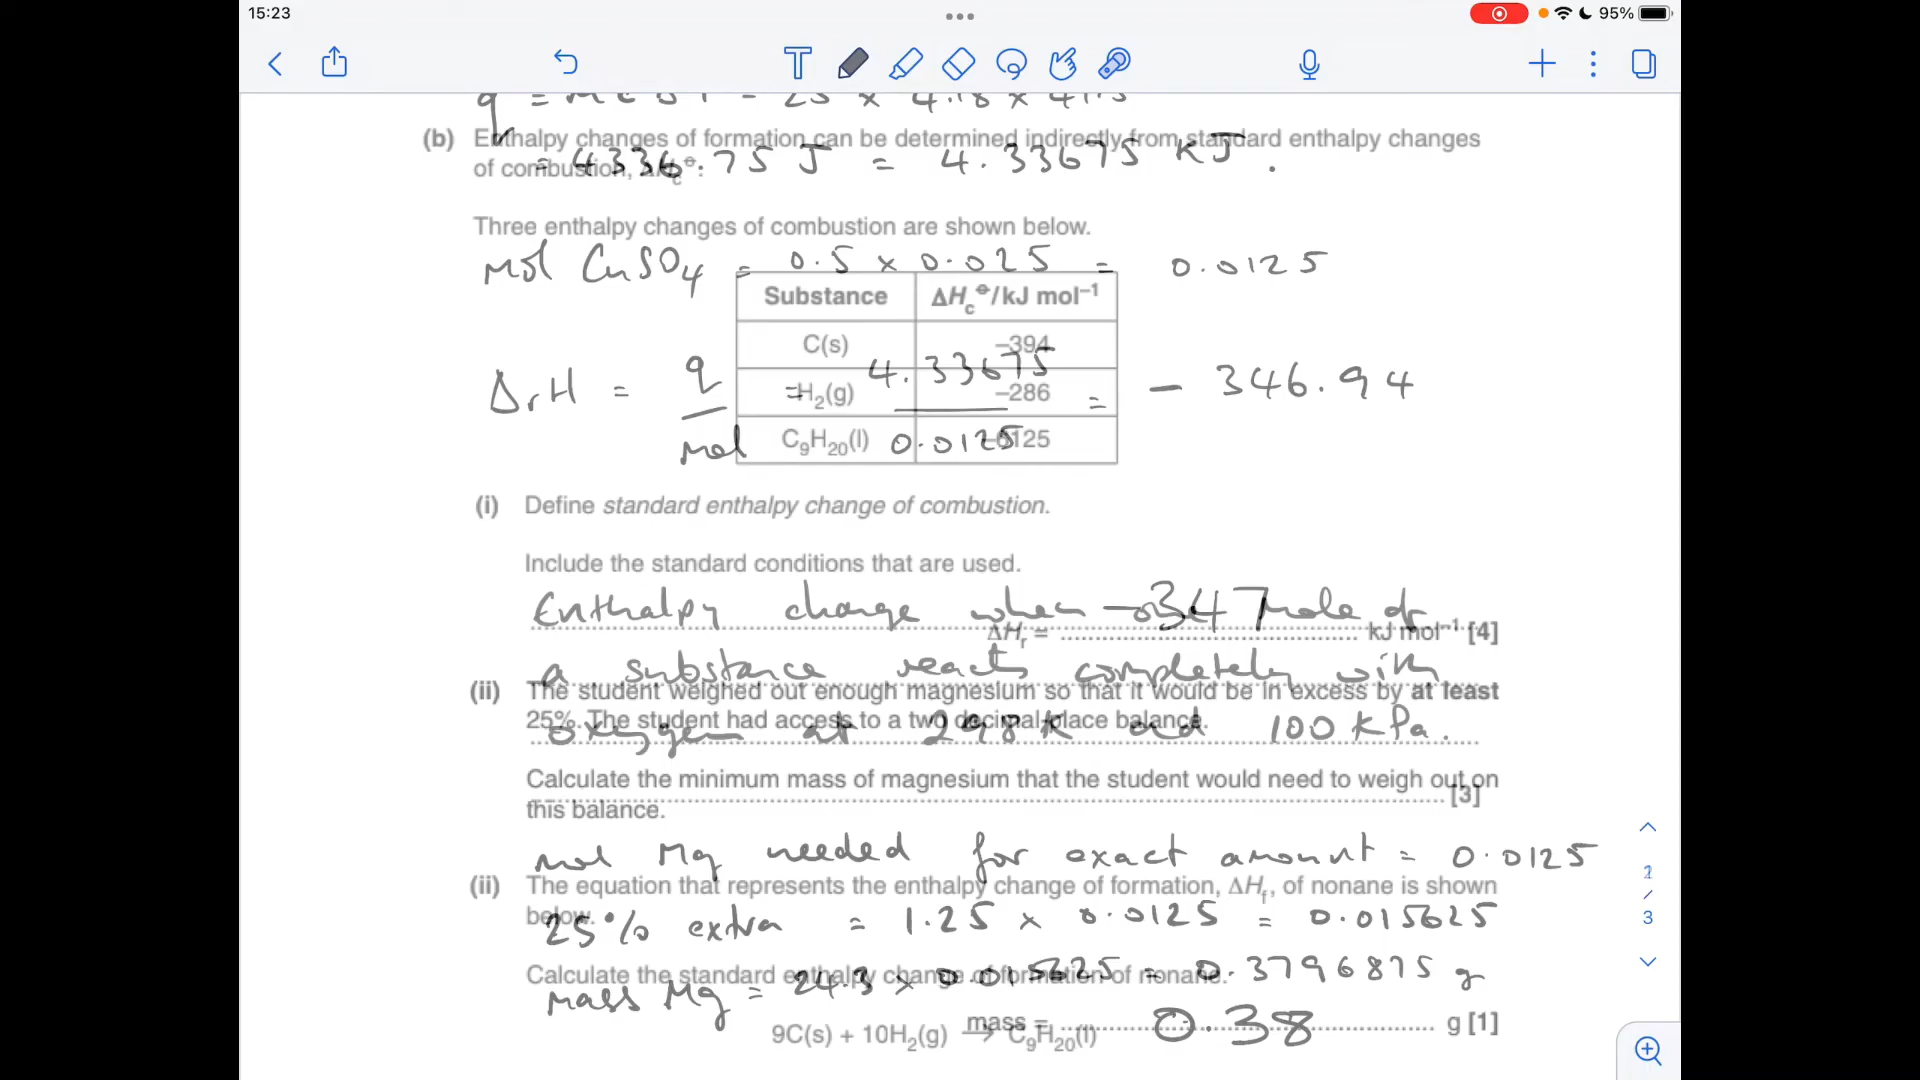 15:23
95%
q = m c Δ T = 25 × 4.18 × 41.5
(b) Enthalpy changes of formation can be determined indirectly from standard enthalpy changes
= 4336.75 J = 4.33675 KJ.
of combustion, ΔHc⊖.
Three enthalpy changes of combustion are shown below.
mol CuSO4 = 0.5 × 0.025 = 0.0125
Substance ΔHc⊖/kJ mol–1
C(s) –394
ΔrH = q/mol = 4.33675/0.0125 = – 346.94
H2(g) –286
C9H20(l) –6125
(i) Define standard enthalpy change of combustion.
Include the standard conditions that are used.
Enthalpy change when mole of
–347
ΔHr = kJ mol–1 [4]
a substance reacts completely with
(ii) The student weighed out enough magnesium so that it would be in excess by at least
25%. The student had access to a two decimal place balance.
oxygen at 298 K and 100 kPa.
Calculate the minimum mass of magnesium that the student would need to weigh out on
[3]
this balance.
mol Mg needed for exact amount = 0.0125
(ii) The equation that represents the enthalpy change of formation, ΔHf, of nonane is shown
below.
25% extra = 1.25 × 0.0125 = 0.015625
Calculate the standard enthalpy change of formation of nonane.
mass Mg = 24.3 × 0.015625 = 0.3796875 g
mass = 0.38 g [1]
9C(s) + 10H2(g) → C9H20(l)
2
/
3